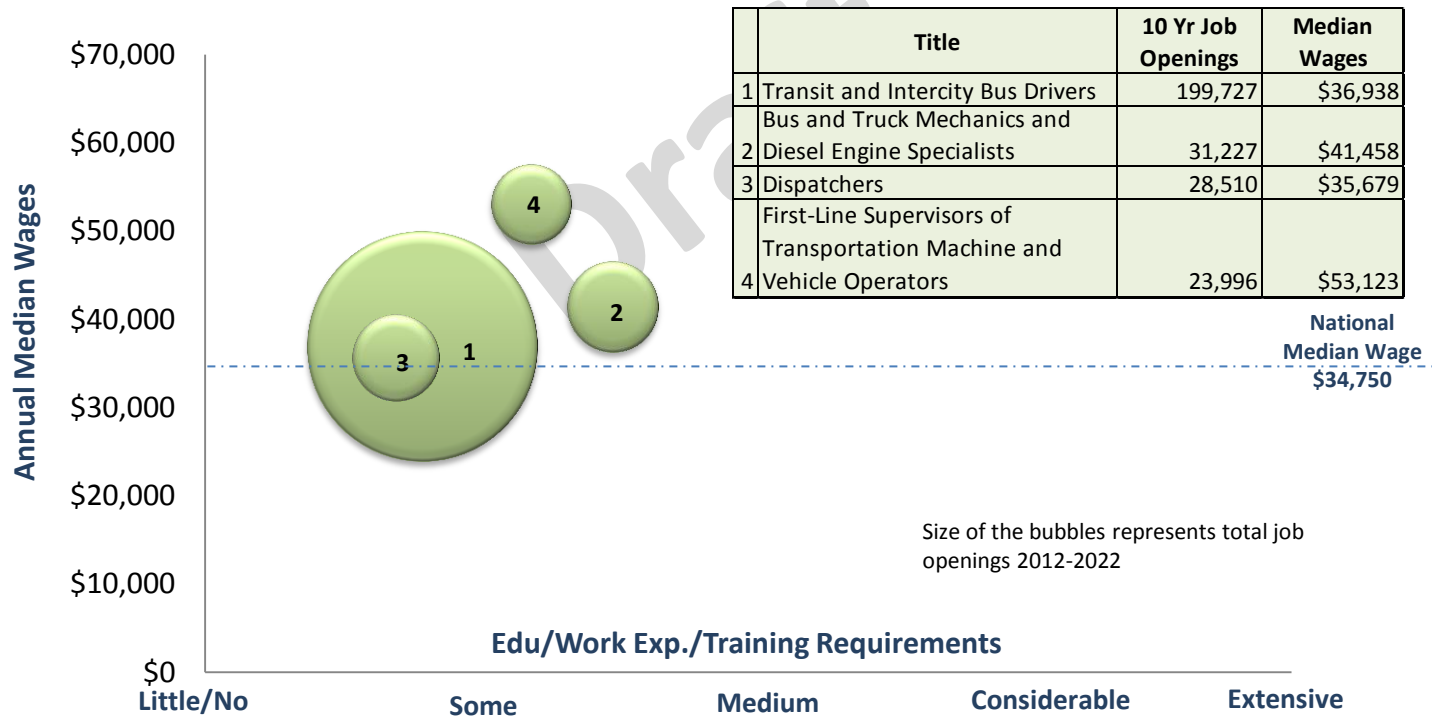 Title
10 Yr Job
Openings
Median
Wages
1 Transit and Intercity Bus Drivers 199,727 $36,938
Bus and Truck Mechanics and
2 Diesel Engine Specialists 31,227 $41,458
3 Dispatchers 28,510 $35,679
First-Line Supervisors of
Transportation Machine and
4 Vehicle Operators 23,996 $53,123
Annual Median Wages
$70,000
$60,000
$50,000
$40,000
$30,000
$20,000
$10,000
$0
4
2
3
1
National
Median Wage
$34,750
Size of the bubbles represents total job
openings 2012-2022
Edu/Work Exp./Training Requirements
Little/No
Some
Medium
Considerable
Extensive